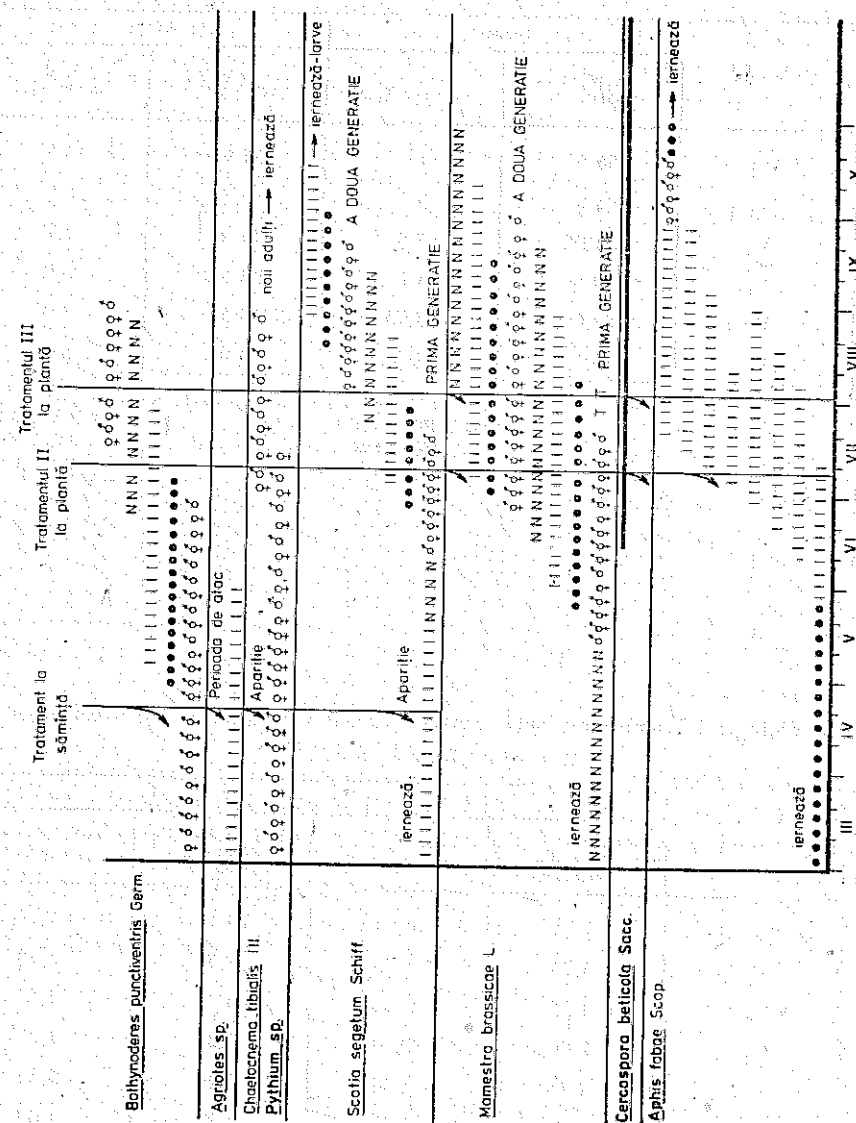 Tratament la
sămînță
Tratamentul II
la plantă
Tratamentul III
la plantă
Bothynoderes punctiventris Germ.
NNN NNNN NNNN
Agriotes sp.
Perioada de atac
Chaetocnema tibialis Ill
Pythium sp.
Apariție
noii adulți → iernează
Scotia segetum Schiff.
iernează
Apariție
PRIMA GENERAȚIE
A DOUA GENERAȚIE
iernează-larve
Mamestra brassicae L.
iernează
PRIMA GENERAȚIE
A DOUA GENERAȚIE
Cercospora beticola Sacc.
Aphis fabae Scop.
iernează
iernează
III IV V VI VII VIII IX X